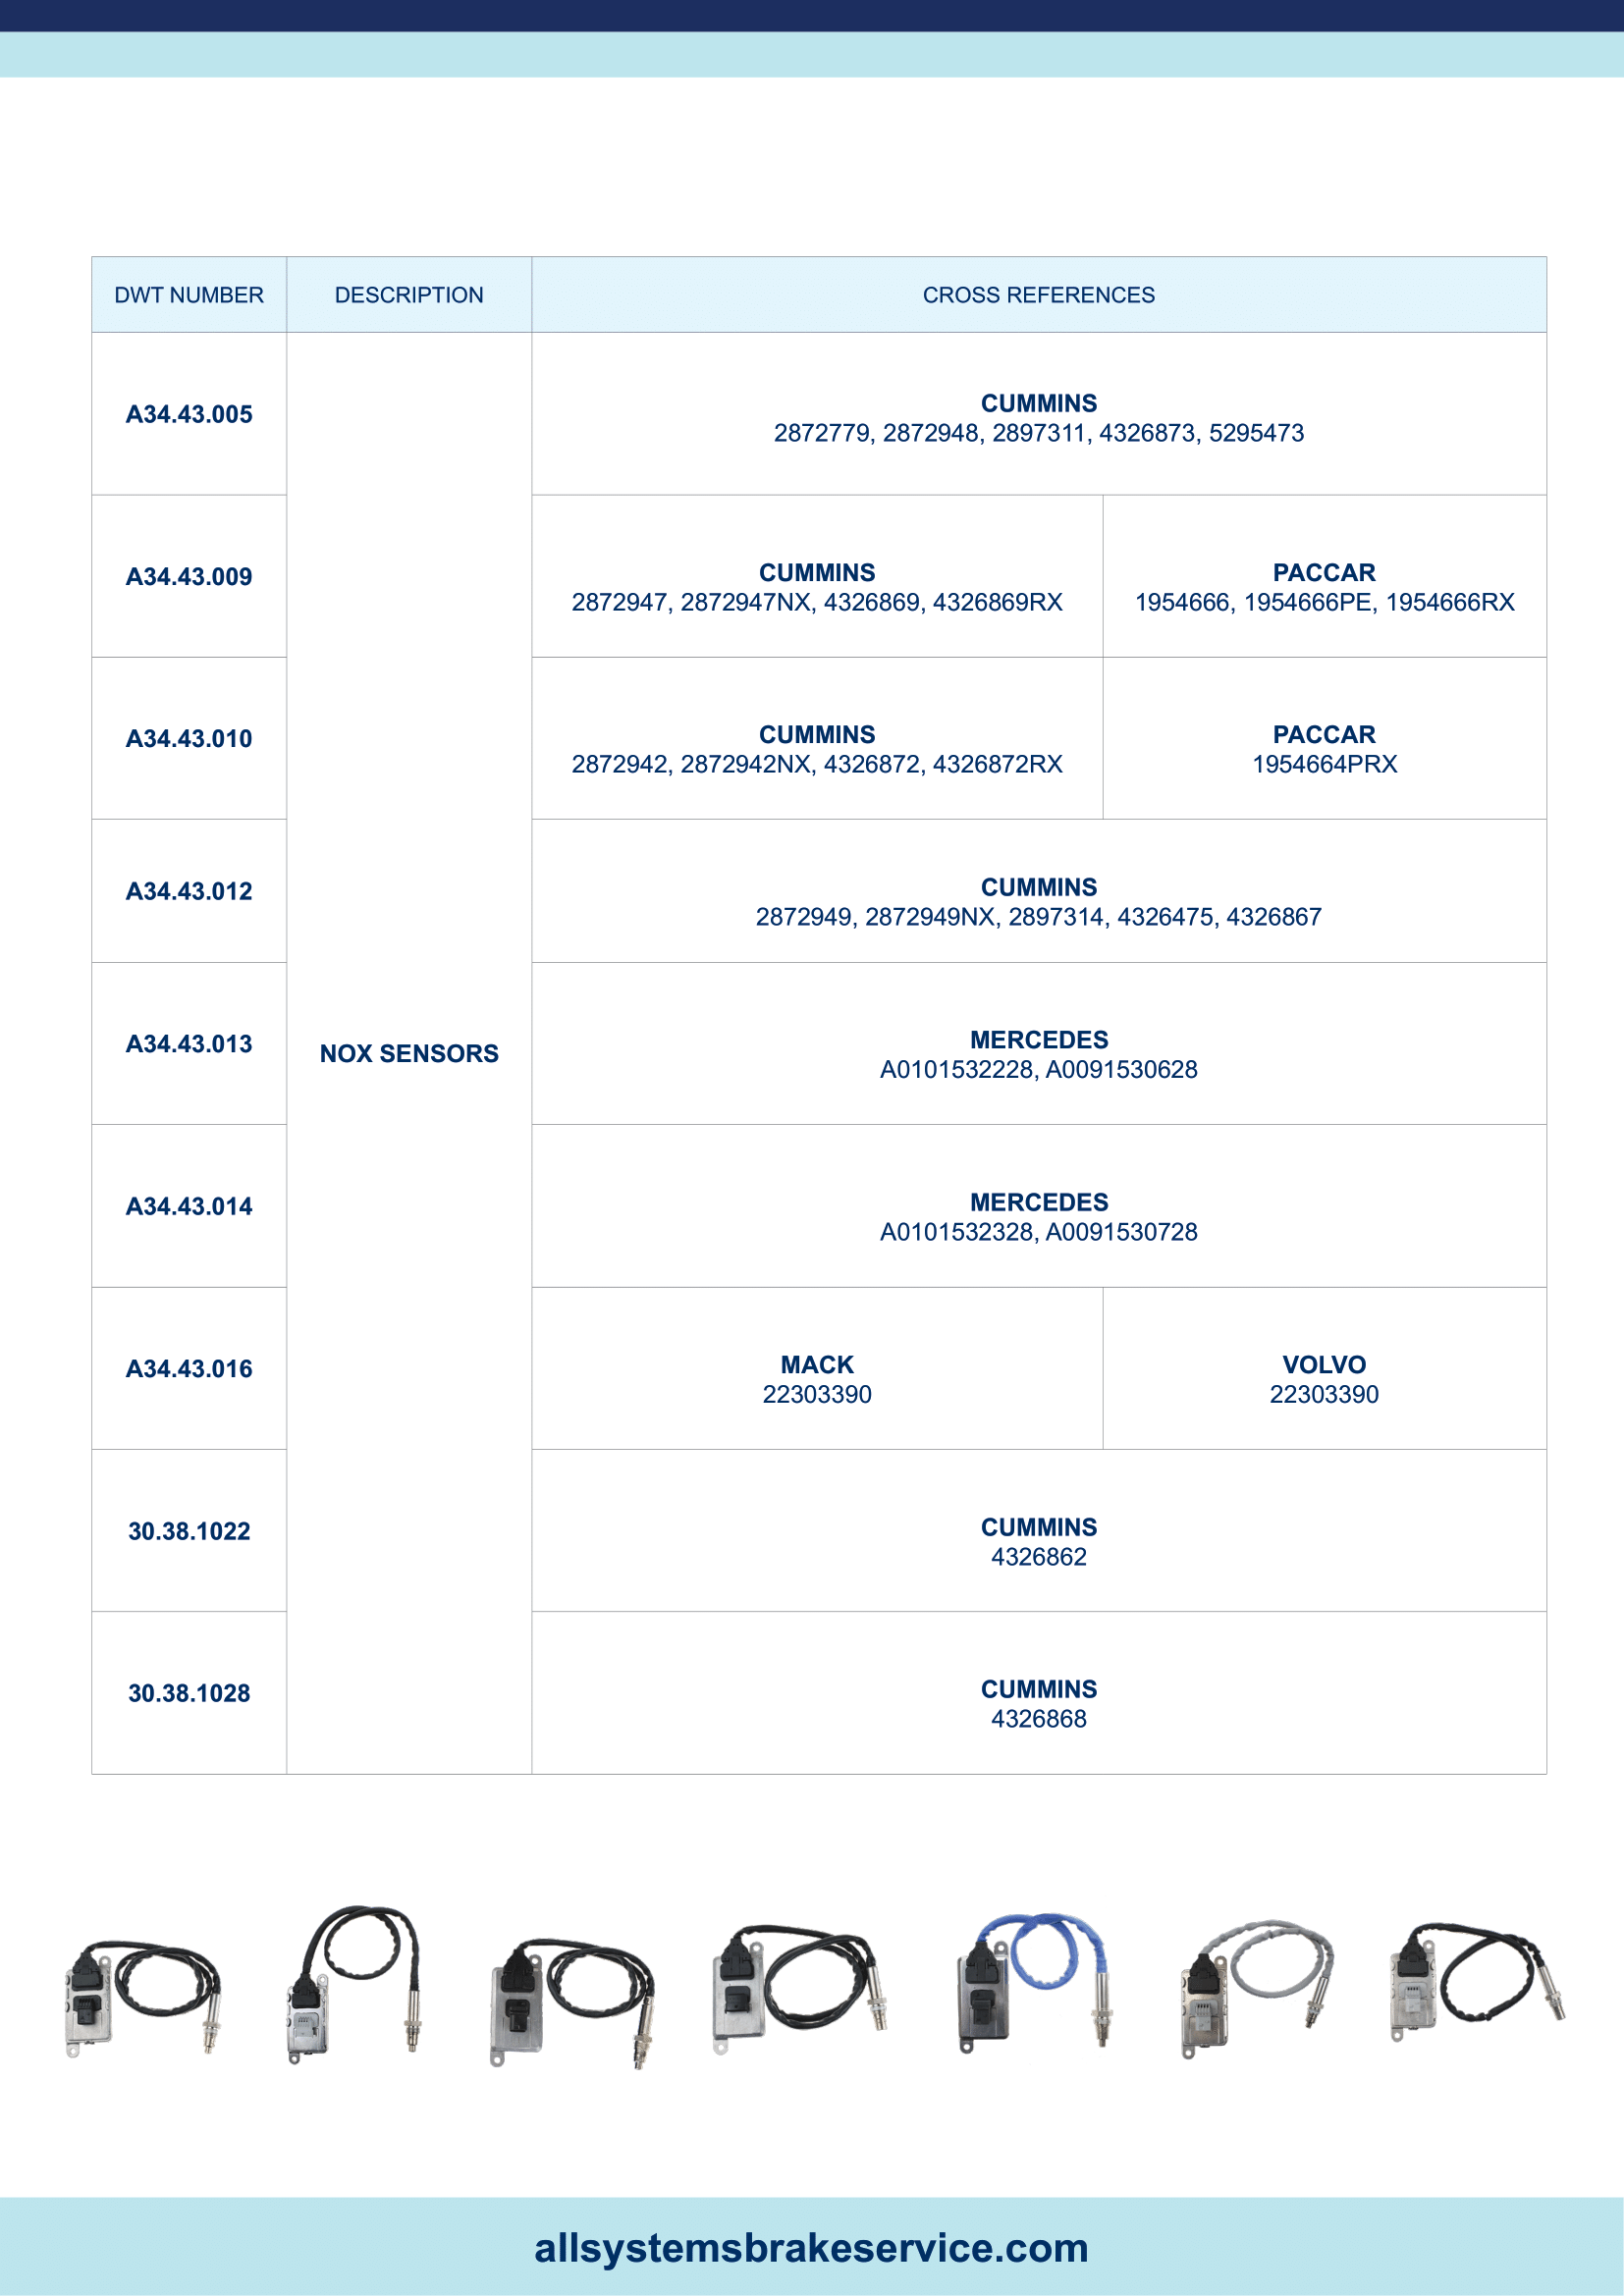 DWT NUMBER
DESCRIPTION
CROSS REFERENCES
A34.43.005
CUMMINS
2872779, 2872948, 2897311, 4326873, 5295473
A34.43.009
CUMMINS
2872947, 2872947NX, 4326869, 4326869RX
PACCAR
1954666, 1954666PE, 1954666RX
A34.43.010
CUMMINS
2872942, 2872942NX, 4326872, 4326872RX
PACCAR
1954664PRX
A34.43.012
CUMMINS
2872949, 2872949NX, 2897314, 4326475, 4326867
A34.43.013
NOX SENSORS
MERCEDES
A0101532228, A0091530628
A34.43.014
MERCEDES
A0101532328, A0091530728
A34.43.016
MACK
22303390
VOLVO
22303390
30.38.1022
CUMMINS
4326862
30.38.1028
CUMMINS
4326868
allsystemsbrakeservice.com